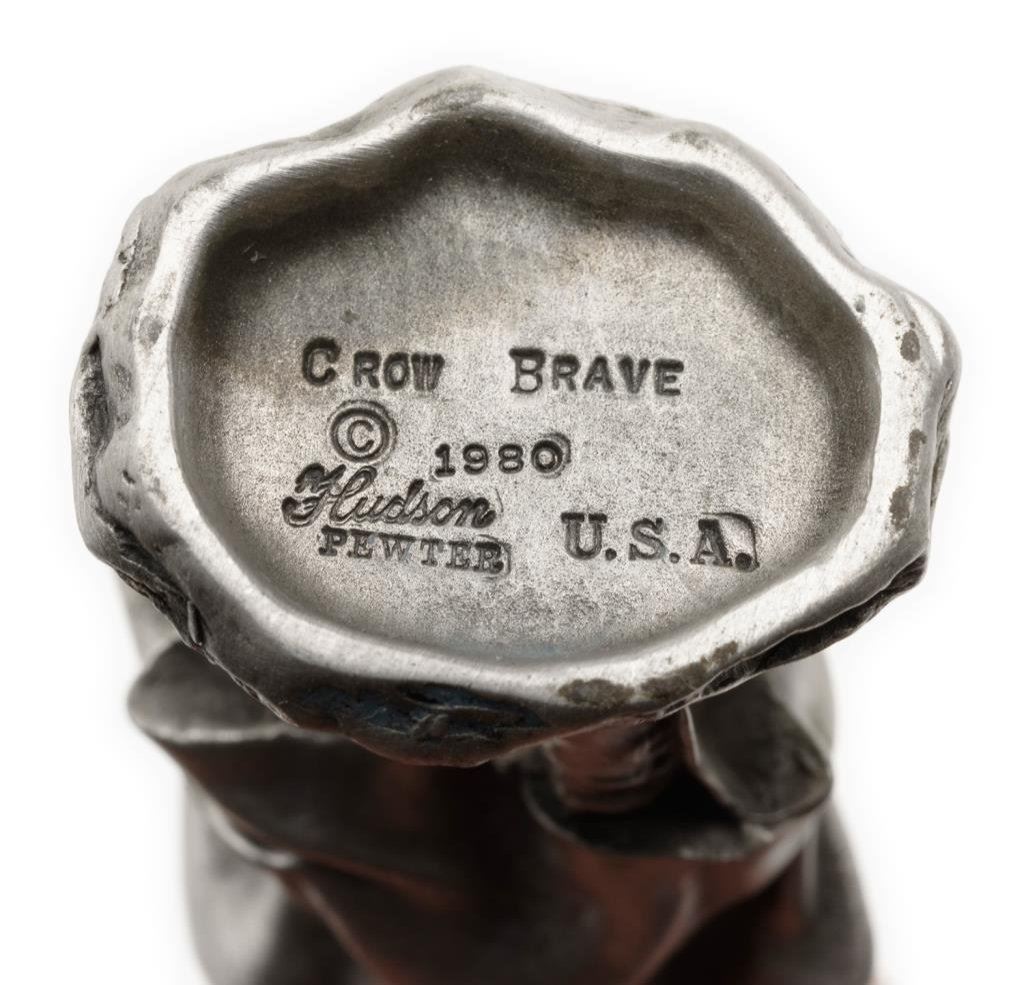 CROW BRAVE
© 1980
Hudson
PEWTER U.S.A.